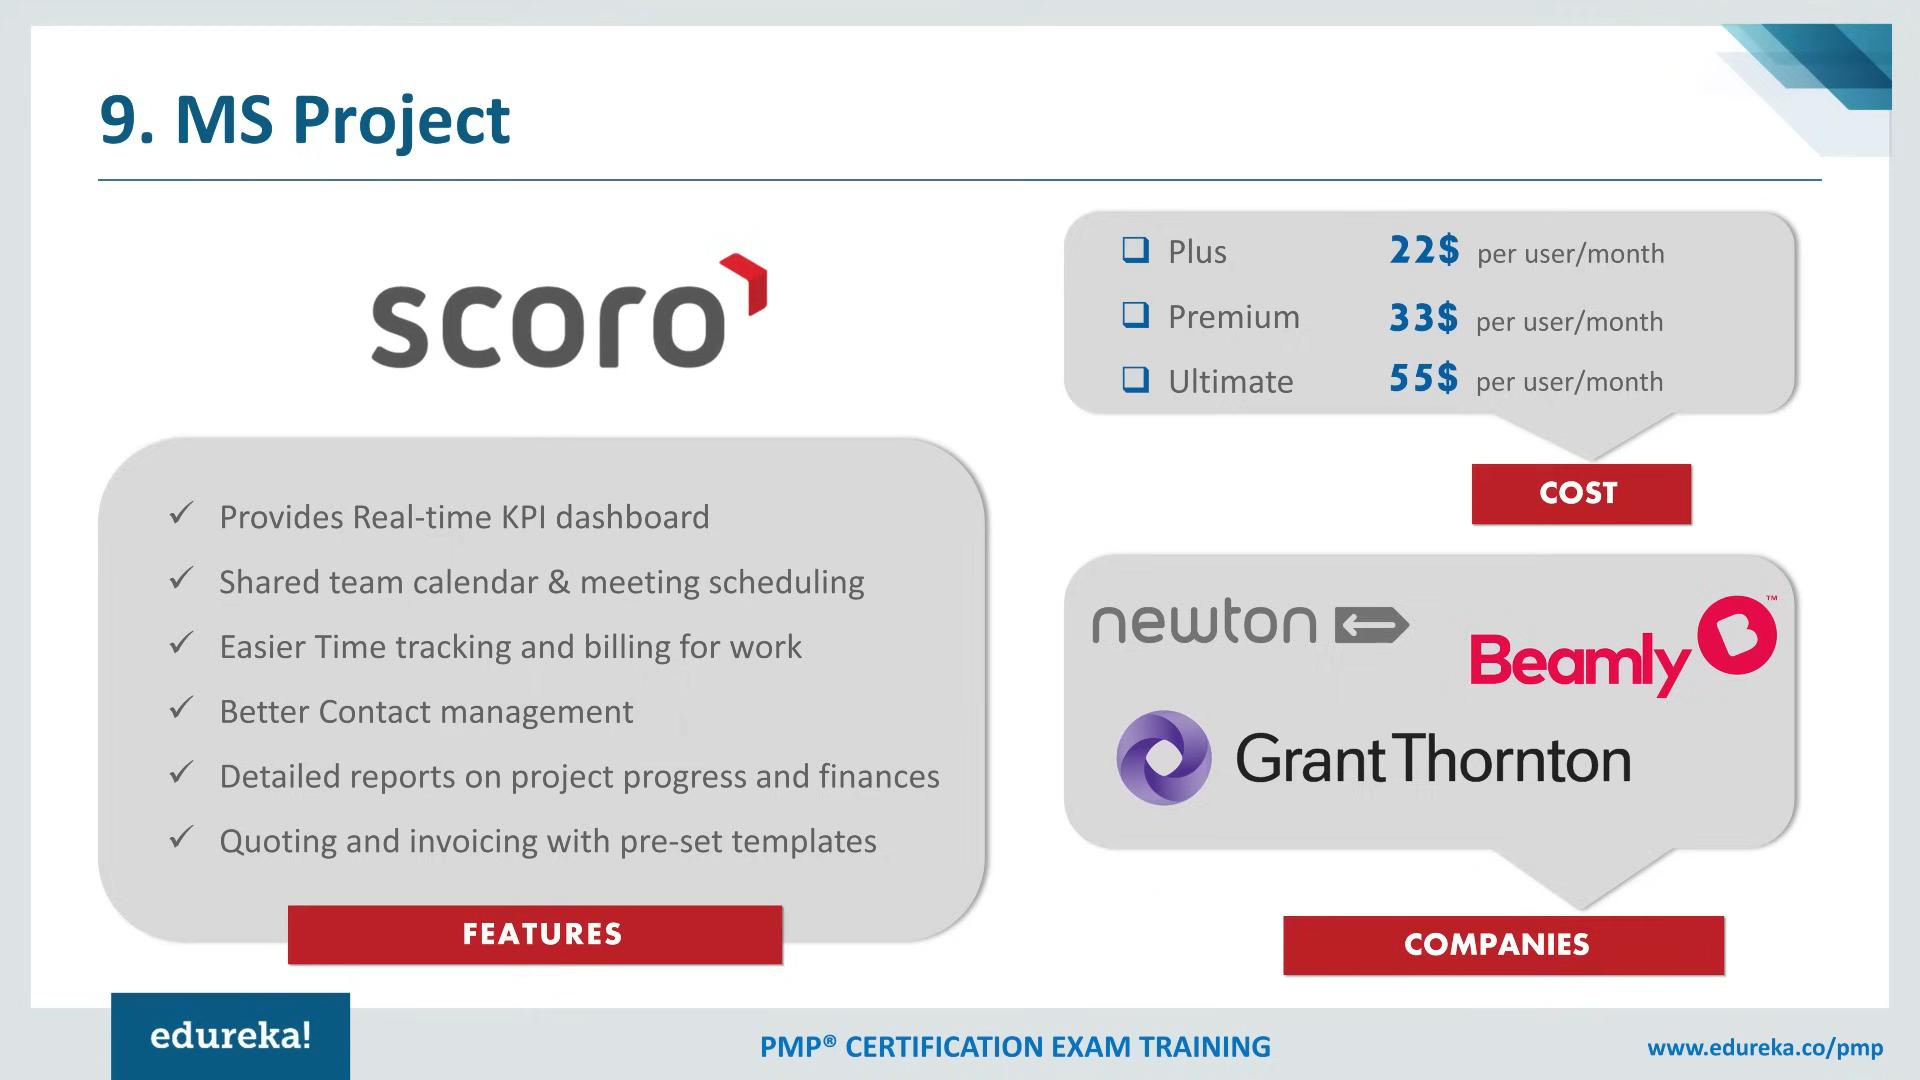 9. MS Project
scoro
Plus 22$ per user/month
Premium 33$ per user/month
Ultimate 55$ per user/month
COST
Provides Real-time KPI dashboard
Shared team calendar & meeting scheduling
Easier Time tracking and billing for work
Better Contact management
Detailed reports on project progress and finances
Quoting and invoicing with pre-set templates
FEATURES
newton
Beamly B ™
Grant Thornton
COMPANIES
edureka!
PMP® CERTIFICATION EXAM TRAINING
www.edureka.co/pmp